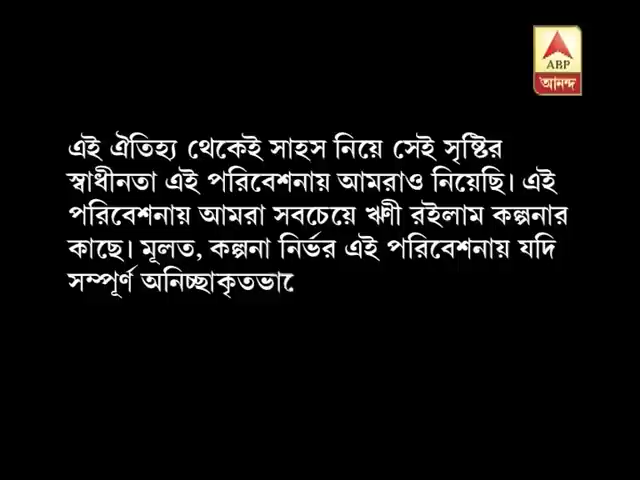 ABP
আনন্দ
এই ঐতিহ্য থেকেই সাহস নিয়ে সেই সৃষ্টির
স্বাধীনতা এই পরিবেশনায় আমরাও নিয়েছি। এই
পরিবেশনায় আমরা সবচেয়ে ঋণী রইলাম কল্পনার
কাছে। মূলত, কল্পনা নির্ভর এই পরিবেশনায় যদি
সম্পূর্ণ অনিচ্ছাকৃতভাে